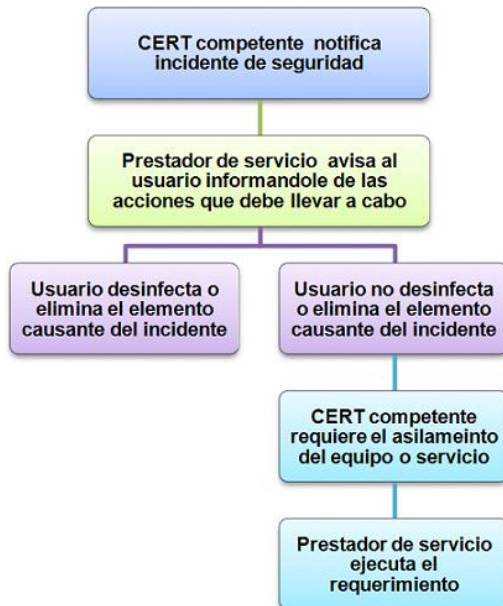 CERT competente notifica
incidente de seguridad
Prestador de servicio avisa al
usuario informandole de las
acciones que debe llevar a cabo
Usuario desinfecta o
elimina el elemento
causante del incidente
Usuario no desinfecta
o elimina el elemento
causante del incidente
CERT competente
requiere el asilameinto
del equipo o servicio
Prestador de servicio
ejecuta el
requerimiento